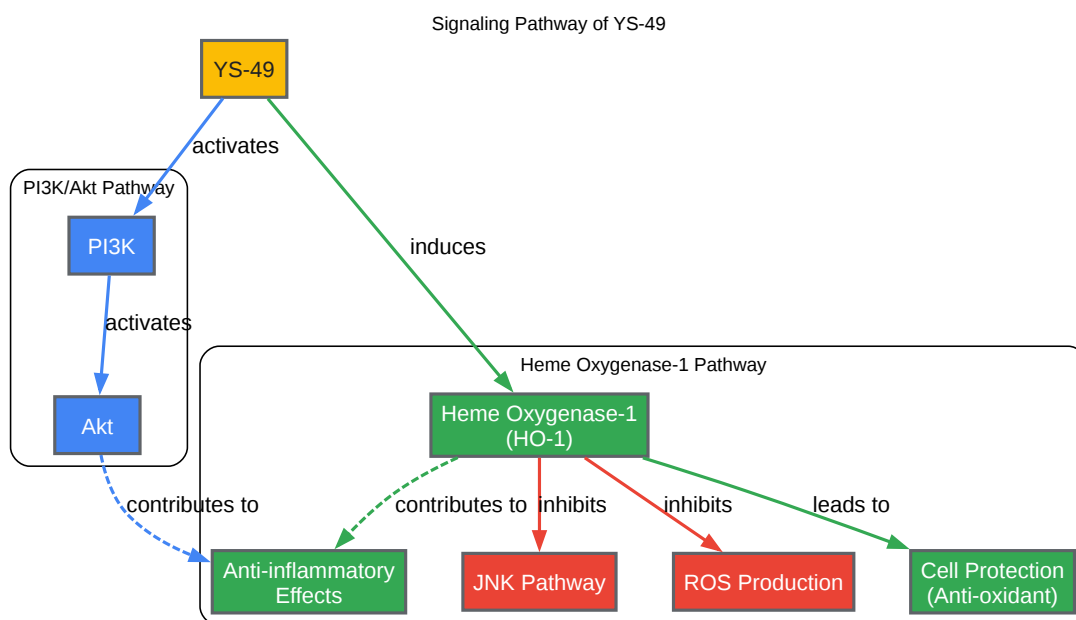 Signaling Pathway of YS-49
YS-49
activates
PI3K/Akt Pathway
PI3K
induces
activates
Heme Oxygenase-1 Pathway
Akt
Heme Oxygenase-1
(HO-1)
contributes to
contributes to
inhibits
inhibits
leads to
Anti-inflammatory
Effects
JNK Pathway
ROS Production
Cell Protection
(Anti-oxidant)